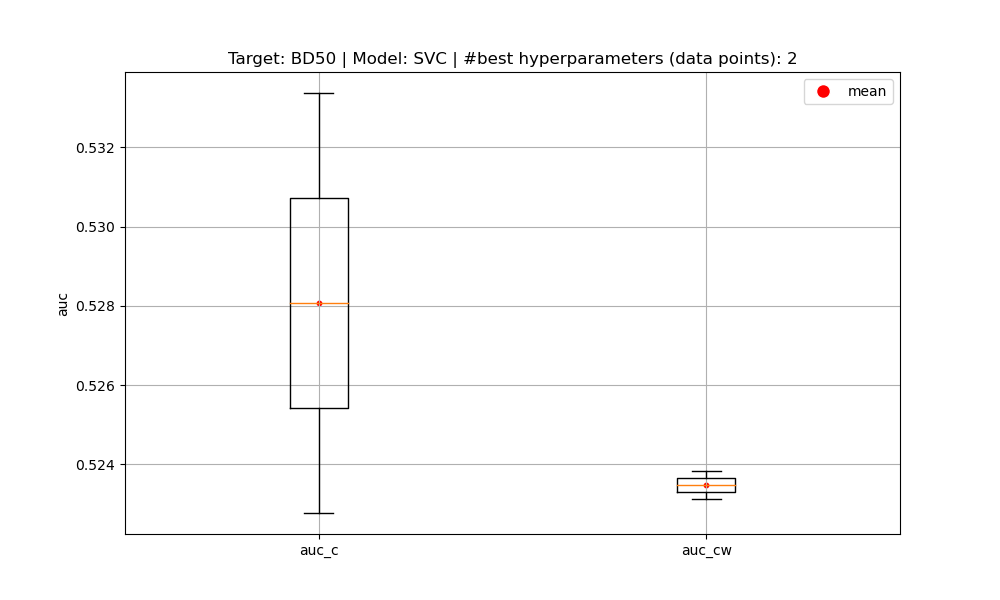 Target: BD50 | Model: SVC | #best hyperparameters (data points): 2
mean
0.532
0.530
0.528
0.526
0.524
auc
auc_c
auc_cw